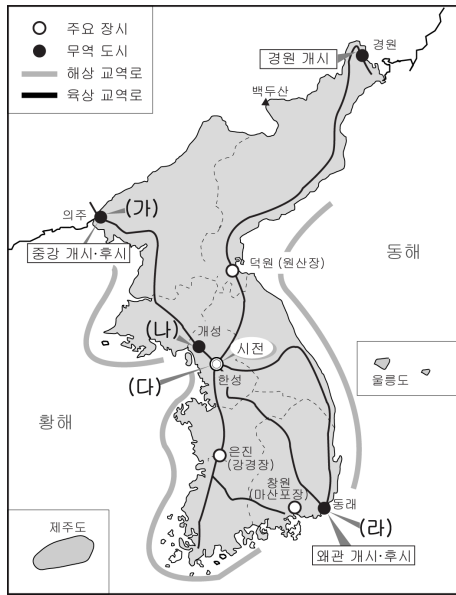 주요 장시
무역 도시
해상 교역로
육상 교역로
경원 개시
경원
백두산
의주
(가)
중강 개시·후시
덕원 (원산장)
동해
(나)
개성
시전
(다)
한성
울릉도
황해
은진
(강경장)
창원
(마산포장)
동래
(라)
왜관 개시·후시
제주도